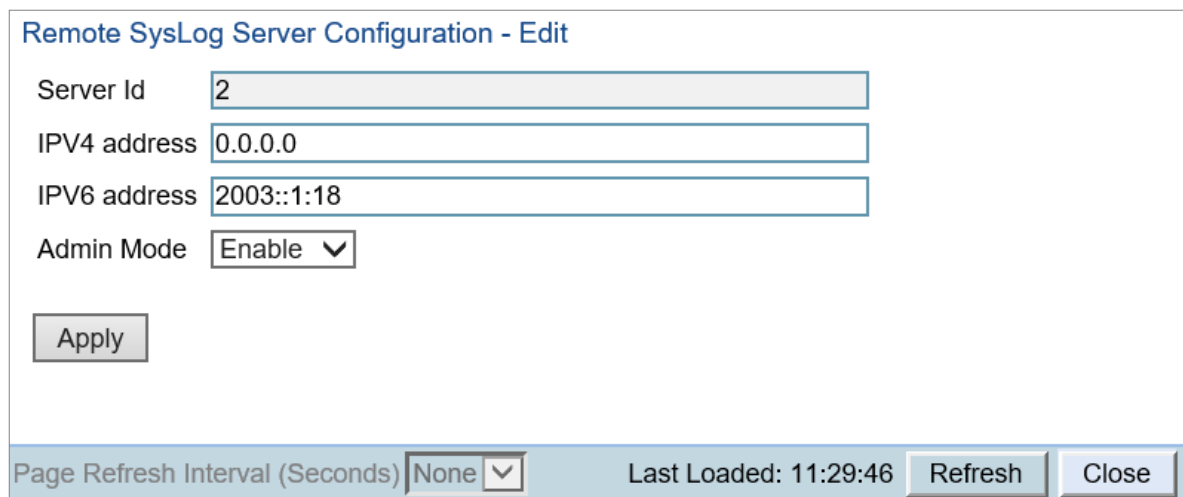 Remote SysLog Server Configuration - Edit
Server Id 2
IPV4 address 0.0.0.0
IPV6 address 2003::1:18
Admin Mode Enable
Apply
Page Refresh Interval (Seconds) None Last Loaded: 11:29:46 Refresh Close